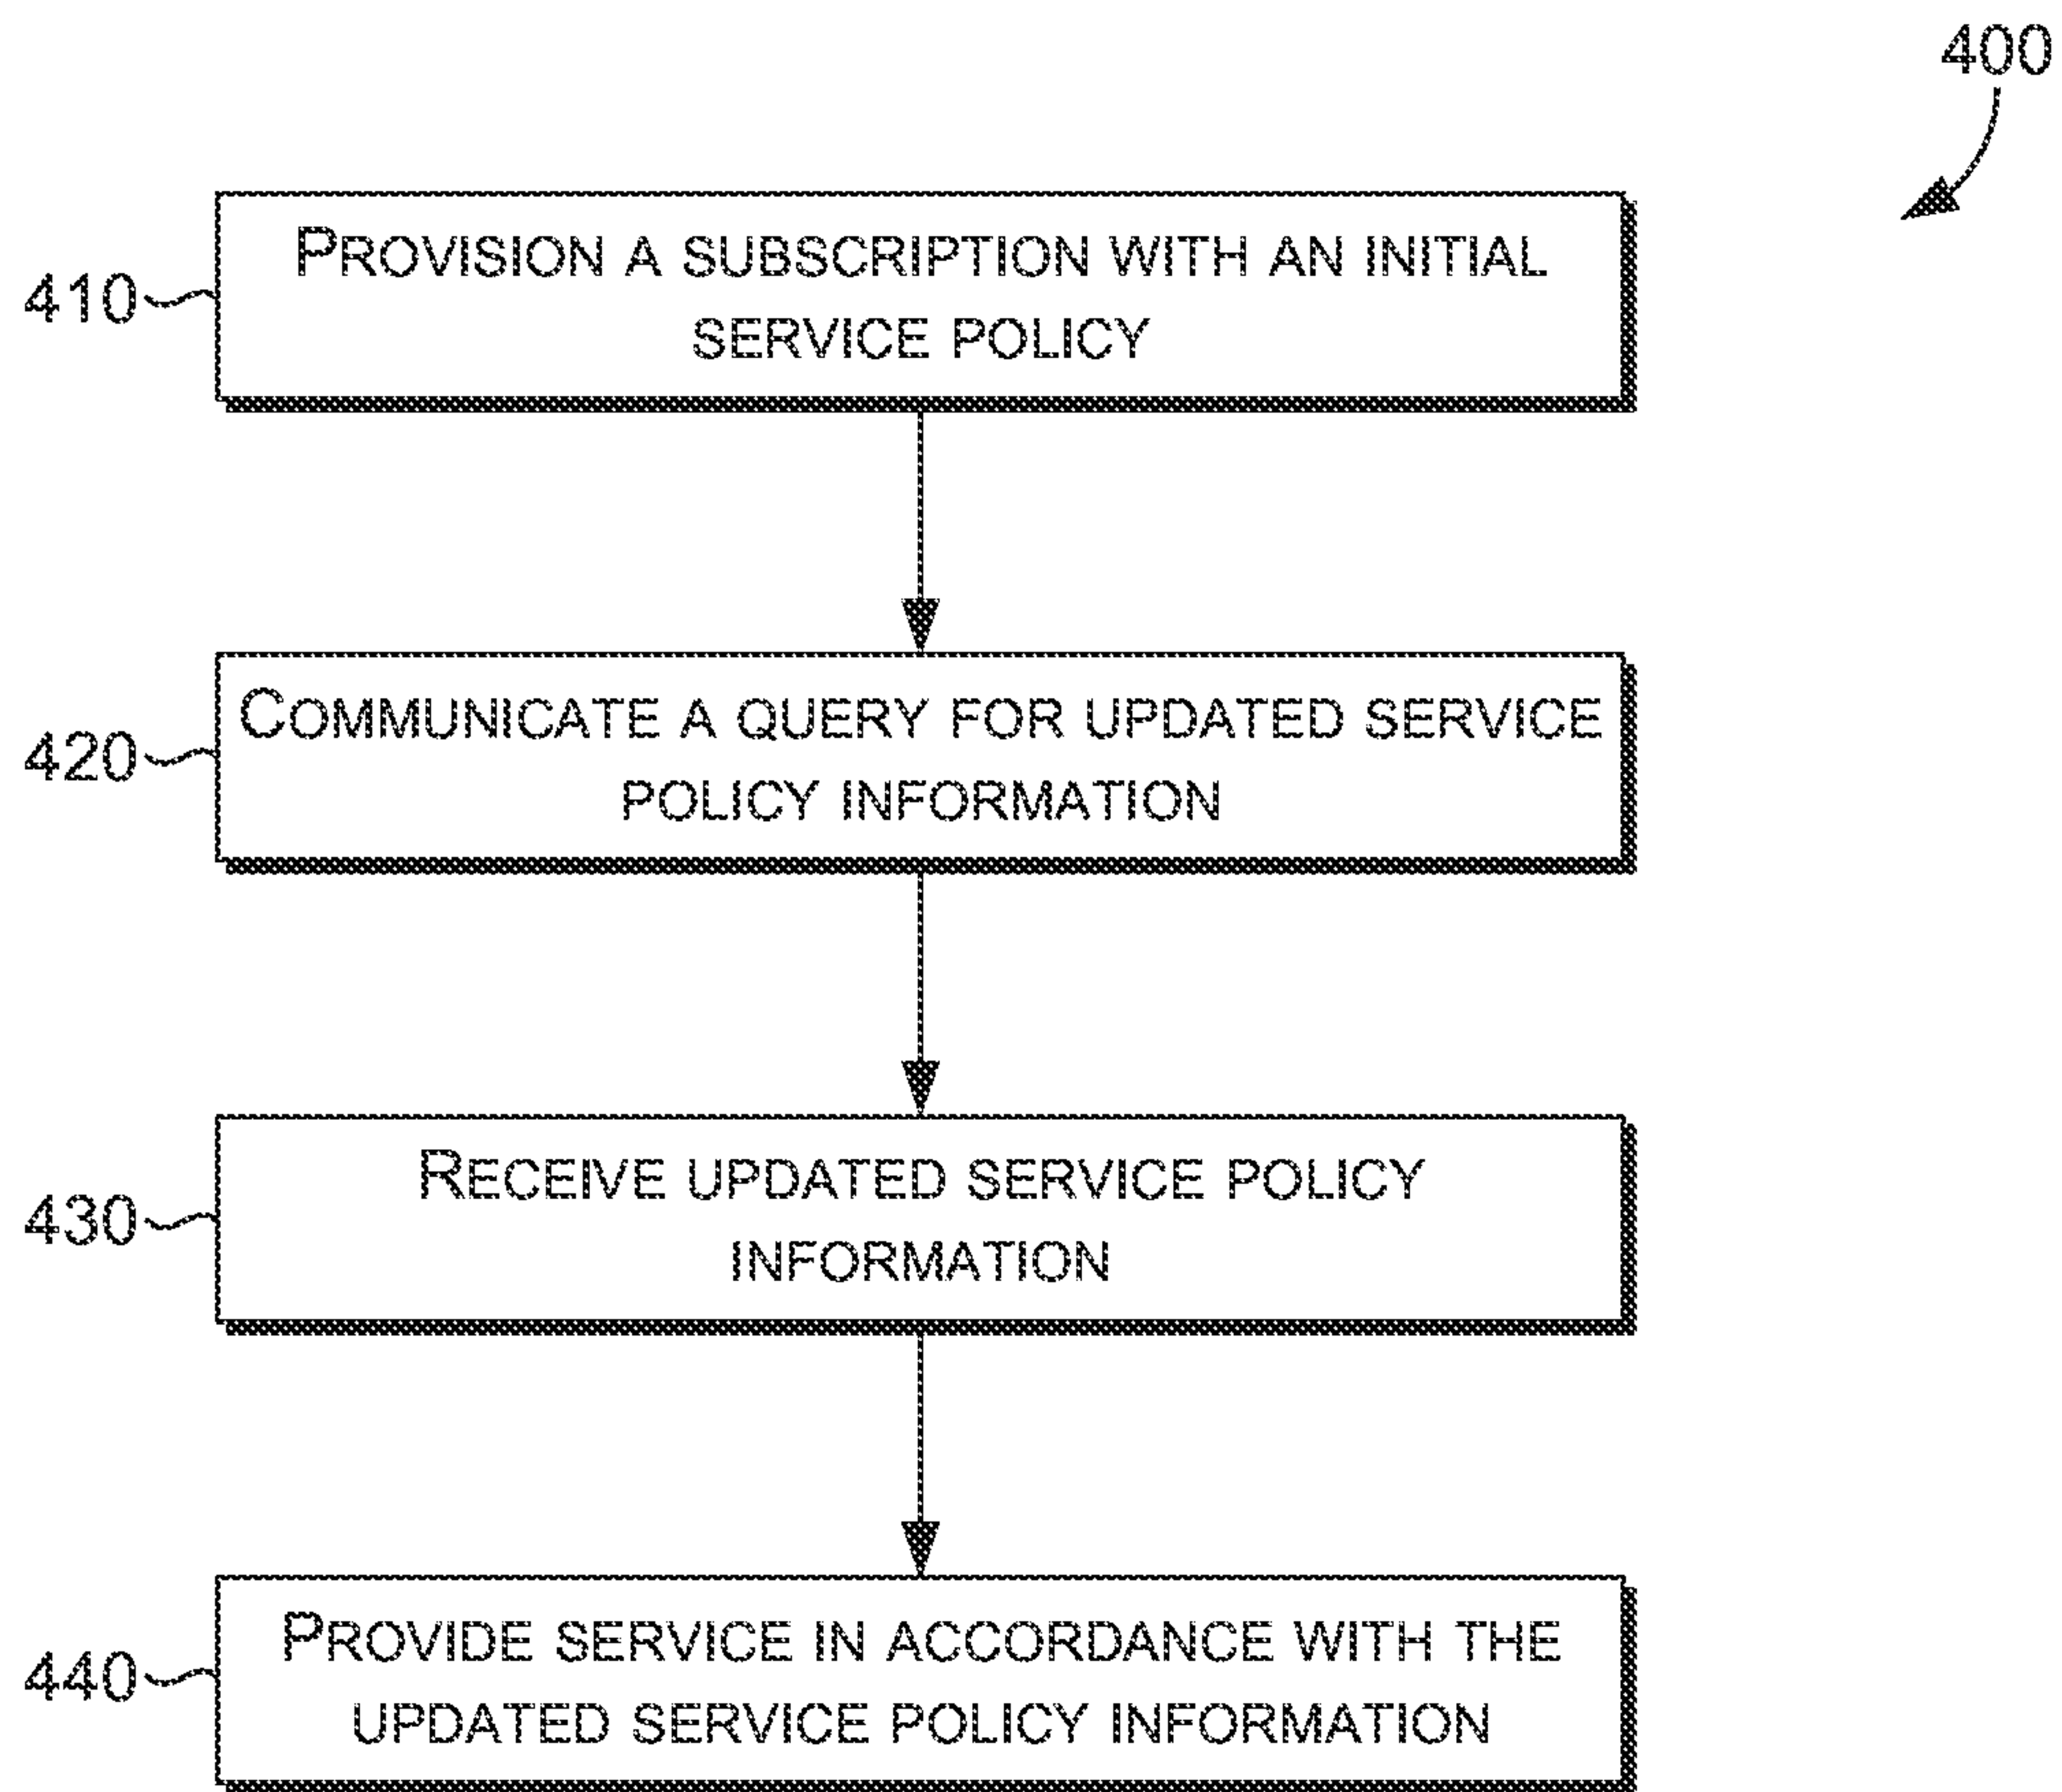 400
410
PROVISION A SUBSCRIPTION WITH AN INITIAL
SERVICE POLICY
420
COMMUNICATE A QUERY FOR UPDATED SERVICE
POLICY INFORMATION
430
RECEIVE UPDATED SERVICE POLICY
INFORMATION
440
PROVIDE SERVICE IN ACCORDANCE WITH THE
UPDATED SERVICE POLICY INFORMATION